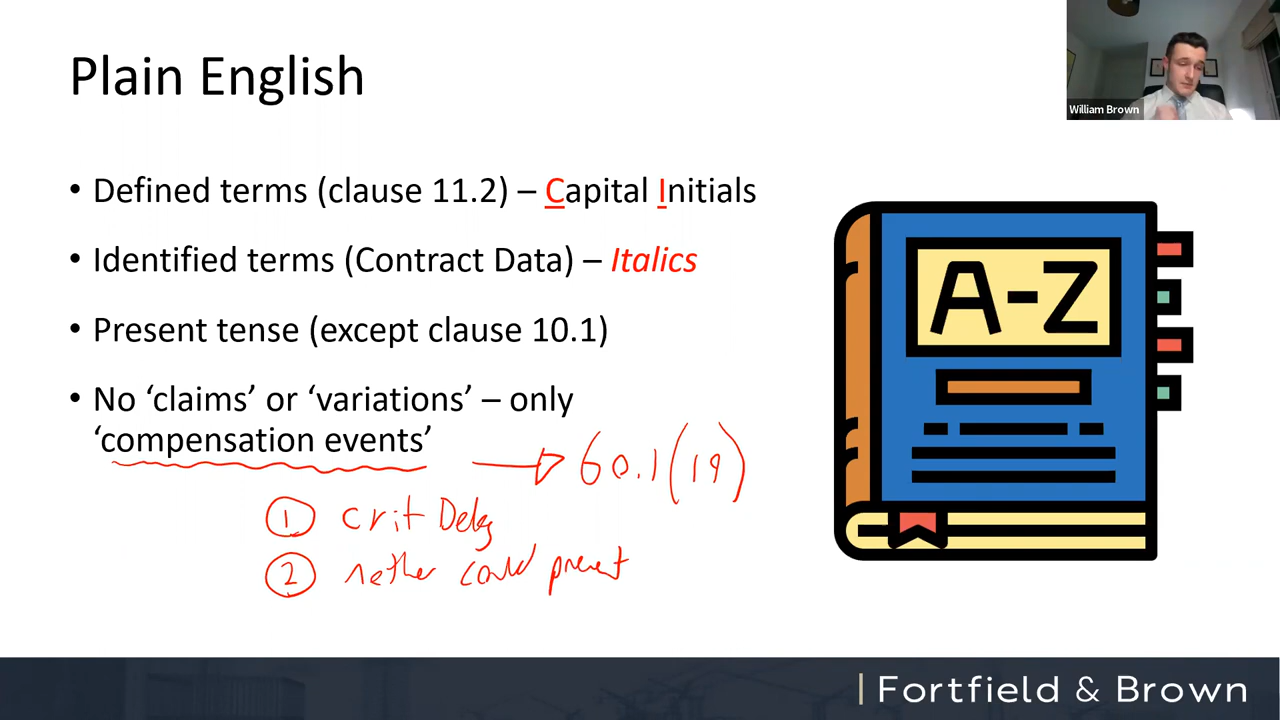 Plain English
William Brown
• Defined terms (clause 11.2) – Capital Initials
• Identified terms (Contract Data) – Italics
• Present tense (except clause 10.1)
• No ‘claims’ or ‘variations’ – only
‘compensation events’
60.1(19)
1 crit Delay
2 neither could prevent
A-Z
| Fortfield & Brown